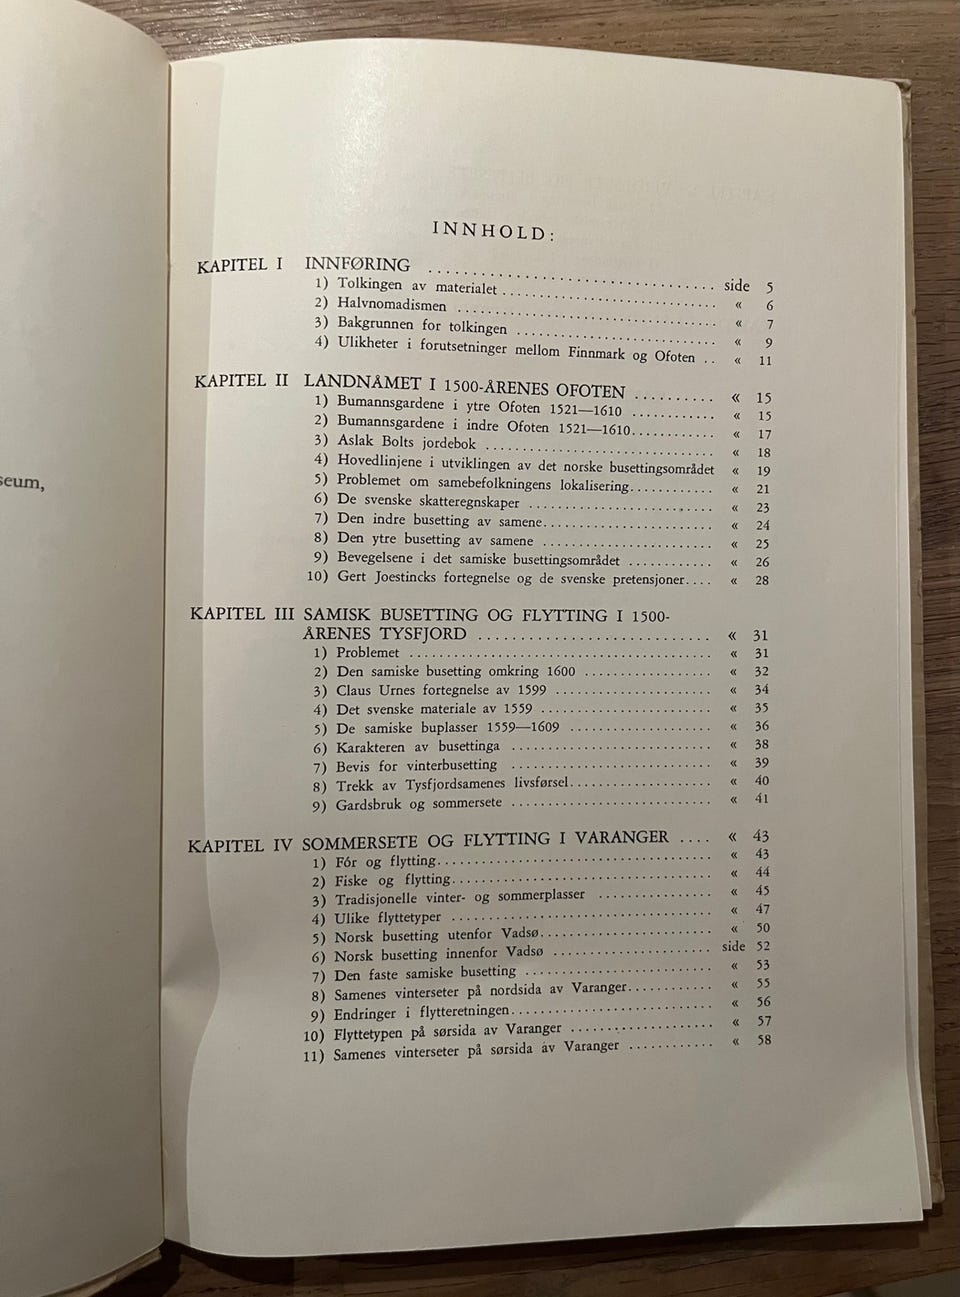 seum,
INNHOLD:
KAPITEL I INNFØRING ........................ side 5
1) Tolkingen av materialet ........................ « 6
2) Halvnomadismen ........................ « 7
3) Bakgrunnen for tolkingen ........................ « 9
4) Ulikheter i forutsetninger mellom Finnmark og Ofoten .. « 11
KAPITEL II LANDNÅMET I 1500-ÅRENES OFOTEN .......... « 15
1) Bumannsgardene i ytre Ofoten 1521—1610 ............ « 15
2) Bumannsgardene i indre Ofoten 1521—1610............ « 17
3) Aslak Bolts jordebok ........................ « 18
4) Hovedlinjene i utviklingen av det norske busettingsområdet « 19
5) Problemet om samebefolkningens lokalisering............ « 21
6) De svenske skatteregnskaper ........................ « 23
7) Den indre busetting av samene........................ « 24
8) Den ytre busetting av samene ........................ « 25
9) Bevegelsene i det samiske busettingsområdet ............ « 26
10) Gert Joestincks fortegnelse og de svenske pretensjoner.... « 28
KAPITEL III SAMISK BUSETTING OG FLYTTING I 1500-
ÅRENES TYSFJORD ........................ « 31
1) Problemet ........................ « 31
2) Den samiske busetting omkring 1600 .................. « 32
3) Claus Urnes fortegnelse av 1599 ...................... « 34
4) Det svenske materiale av 1559 ........................ « 35
5) De samiske buplasser 1559—1609 .................... « 36
6) Karakteren av busettinga ........................ « 38
7) Bevis for vinterbusetting ........................ « 39
8) Trekk av Tysfjordsamenes livsførsel.................... « 40
9) Gardsbruk og sommersete ........................ « 41
KAPITEL IV SOMMERSETE OG FLYTTING I VARANGER .... « 43
1) Fór og flytting........................ « 43
2) Fiske og flytting........................ « 44
3) Tradisjonelle vinter- og sommerplasser ................ « 45
4) Ulike flyttetyper ........................ « 47
5) Norsk busetting utenfor Vadsø........................ « 50
6) Norsk busetting innenfor Vadsø ...................... side 52
7) Den faste samiske busetting ........................ « 53
8) Samenes vinterseter på nordsida av Varanger............ « 55
9) Endringer i flytteretningen........................ « 56
10) Flyttetypen på sørsida av Varanger .................... « 57
11) Samenes vinterseter på sørsida av Varanger ............ « 58